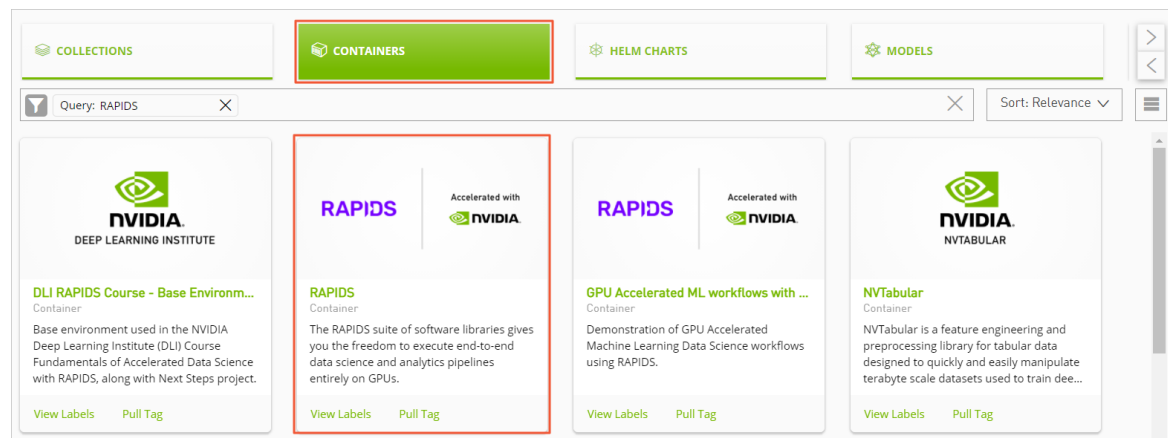 COLLECTIONS
CONTAINERS
HELM CHARTS
MODELS
Query: RAPIDS
Sort: Relevance
NVIDIA.
DEEP LEARNING INSTITUTE
DLI RAPIDS Course - Base Environm...
Container
Base environment used in the NVIDIA
Deep Learning Institute (DLI) Course
Fundamentals of Accelerated Data Science
with RAPIDS, along with Next Steps project.
View Labels Pull Tag
RAPIDS
Accelerated with
NVIDIA.
RAPIDS
Container
The RAPIDS suite of software libraries gives
you the freedom to execute end-to-end
data science and analytics pipelines
entirely on GPUs.
View Labels Pull Tag
RAPIDS
Accelerated with
NVIDIA.
GPU Accelerated ML workflows with ...
Container
Demonstration of GPU Accelerated
Machine Learning Data Science workflows
using RAPIDS.
View Labels Pull Tag
NVIDIA.
NVTABULAR
NVTabular
Container
NVTabular is a feature engineering and
preprocessing library for tabular data
designed to quickly and easily manipulate
terabyte scale datasets used to train dee...
View Labels Pull Tag